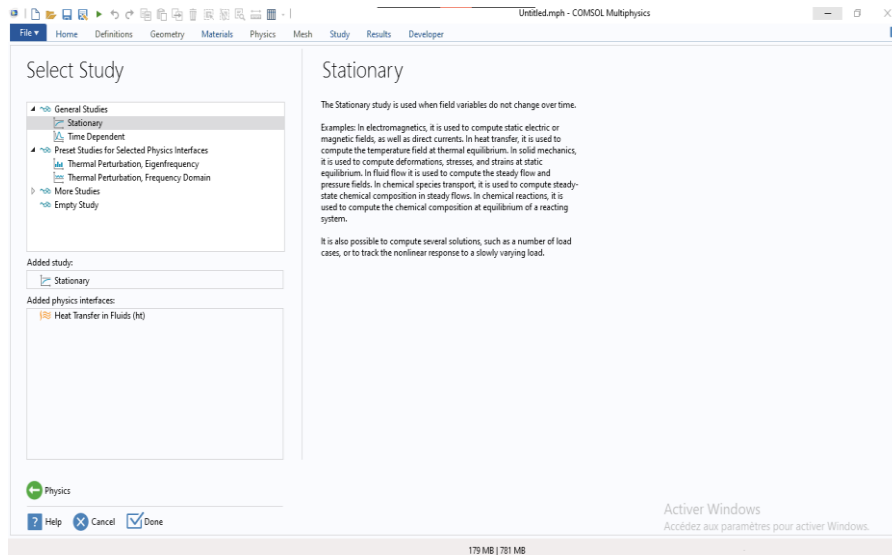 Untitled.mph - COMSOL Multiphysics
File Home Definitions Geometry Materials Physics Mesh Study Results Developer
Select Study
General Studies
Stationary
Time Dependent
Preset Studies for Selected Physics Interfaces
Thermal Perturbation, Eigenfrequency
Thermal Perturbation, Frequency Domain
More Studies
Empty Study
Added study:
Stationary
Added physics interfaces:
Heat Transfer in Fluids (ht)
Physics
Help Cancel Done
Stationary
The Stationary study is used when field variables do not change over time.
Examples: In electromagnetics, it is used to compute static electric or
magnetic fields, as well as direct currents. In heat transfer, it is used to
compute the temperature field at thermal equilibrium. In solid mechanics,
it is used to compute deformations, stresses, and strains at static
equilibrium. In fluid flow it is used to compute the steady flow and
pressure fields. In chemical species transport, it is used to compute steady-
state chemical composition in steady flows. In chemical reactions, it is
used to compute the chemical composition at equilibrium of a reacting
system.
It is also possible to compute several solutions, such as a number of load
cases, or to track the nonlinear response to a slowly varying load.
Activer Windows
Accédez aux paramètres pour activer Windows.
179 MB | 781 MB